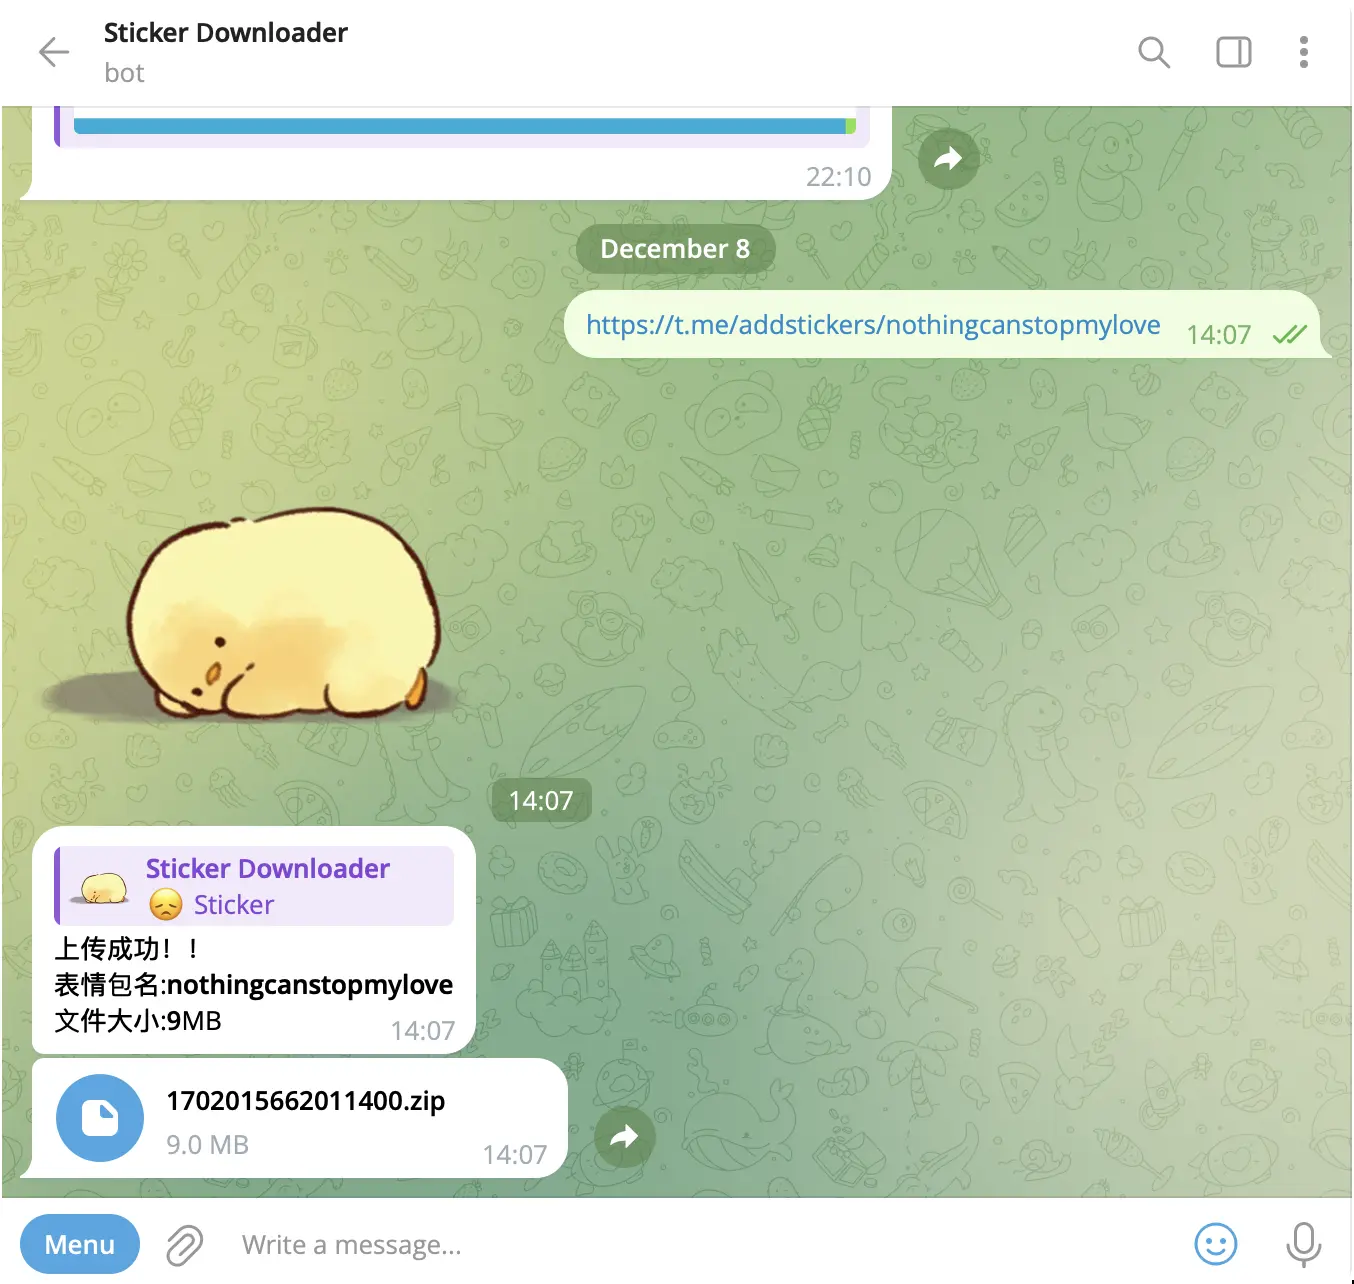 Sticker Downloader
bot
22:10
December 8
https://t.me/addstickers/nothingcanstopmylove 14:07
14:07
Sticker Downloader
😞 Sticker
上传成功！！
表情包名:nothingcanstopmylove
文件大小:9MB 14:07
1702015662011400.zip
9.0 MB 14:07
Menu Write a message...